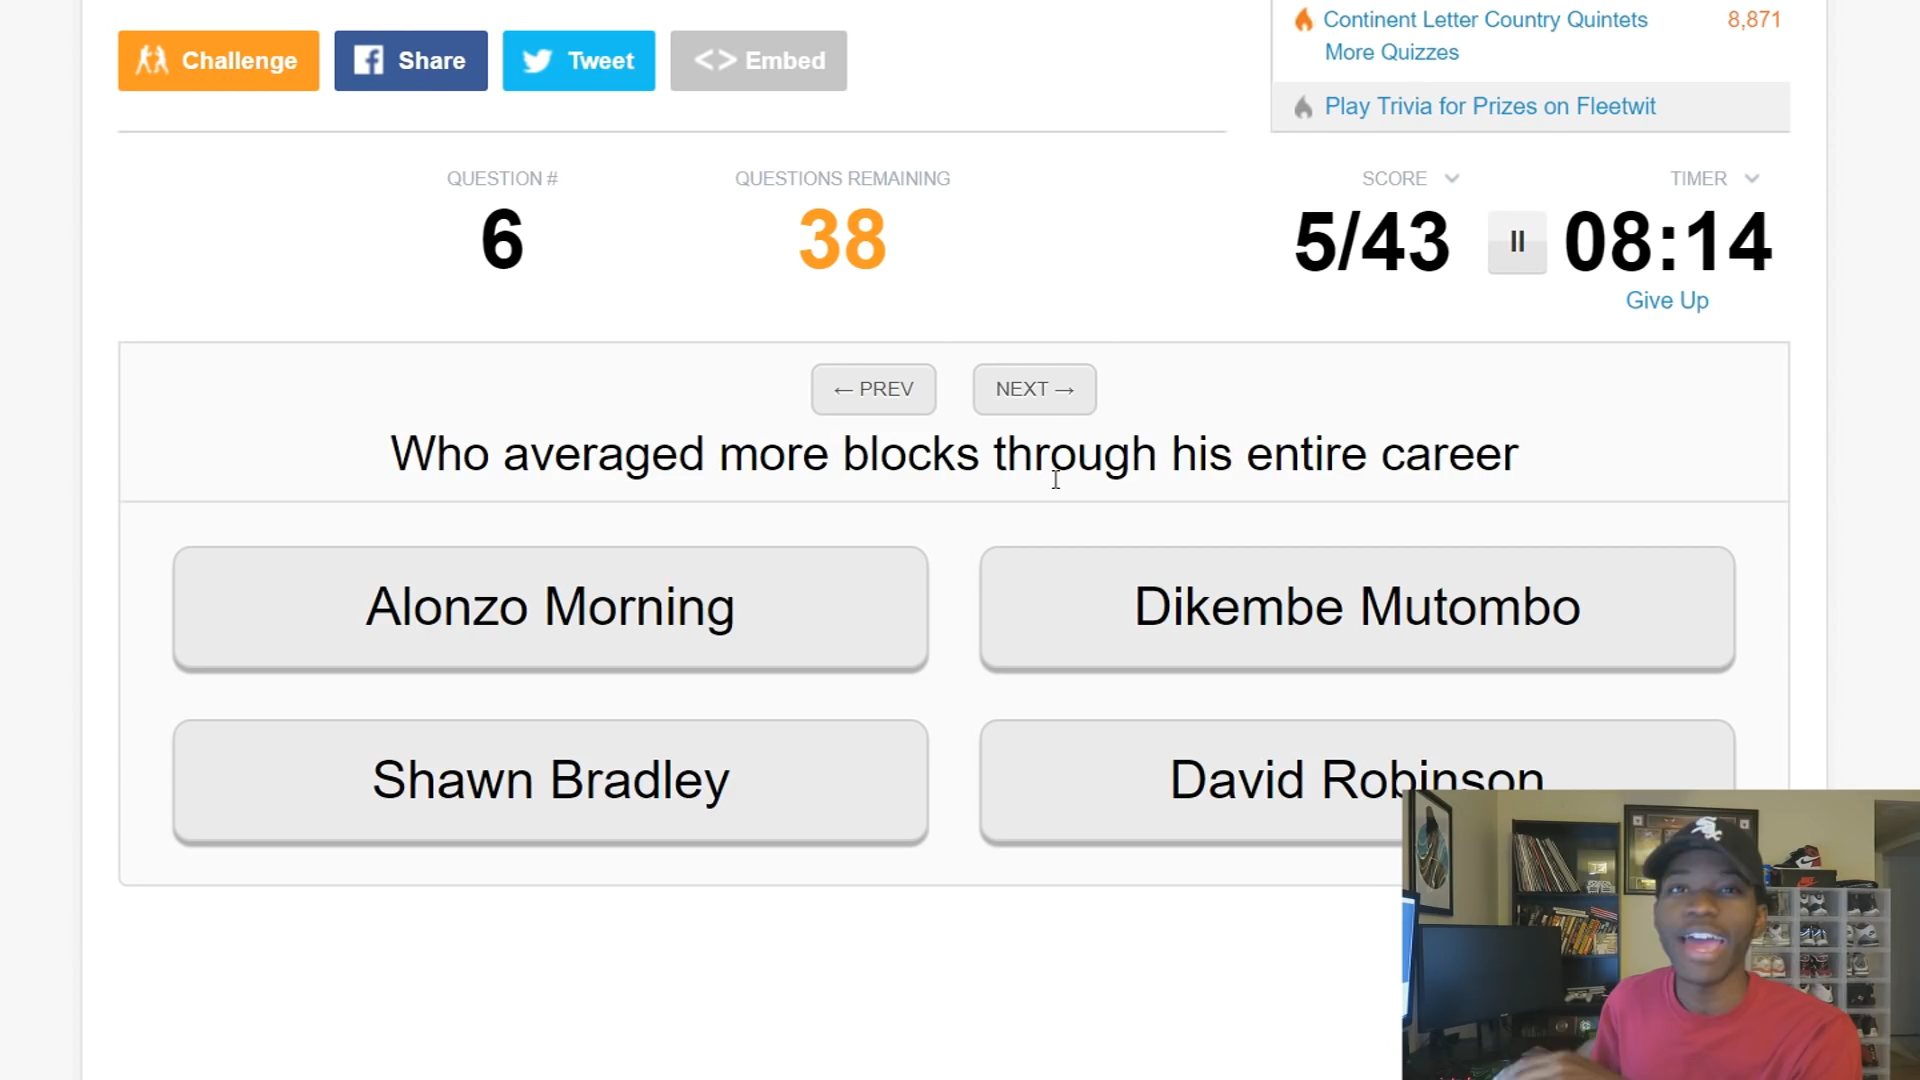 Continent Letter Country Quintets 8,871
More Quizzes
Play Trivia for Prizes on Fleetwit
Challenge
Share
Tweet
<> Embed
QUESTION #
6
QUESTIONS REMAINING
38
SCORE
5/43
TIMER
08:14
Give Up
← PREV
NEXT →
Who averaged more blocks through his entire career
Alonzo Morning
Dikembe Mutombo
Shawn Bradley
David Robinson